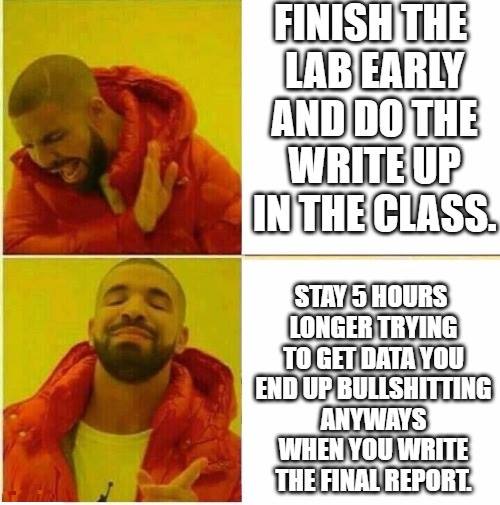 FINISH THE
LAB EARLY
AND DO THE
WRITE UP
IN THE CLASS.
STAY 5 HOURS
LONGER TRYING
TO GET DATA YOU
END UP BULLSHITTING
ANYWAYS
WHEN YOU WRITE
THE FINAL REPORT.